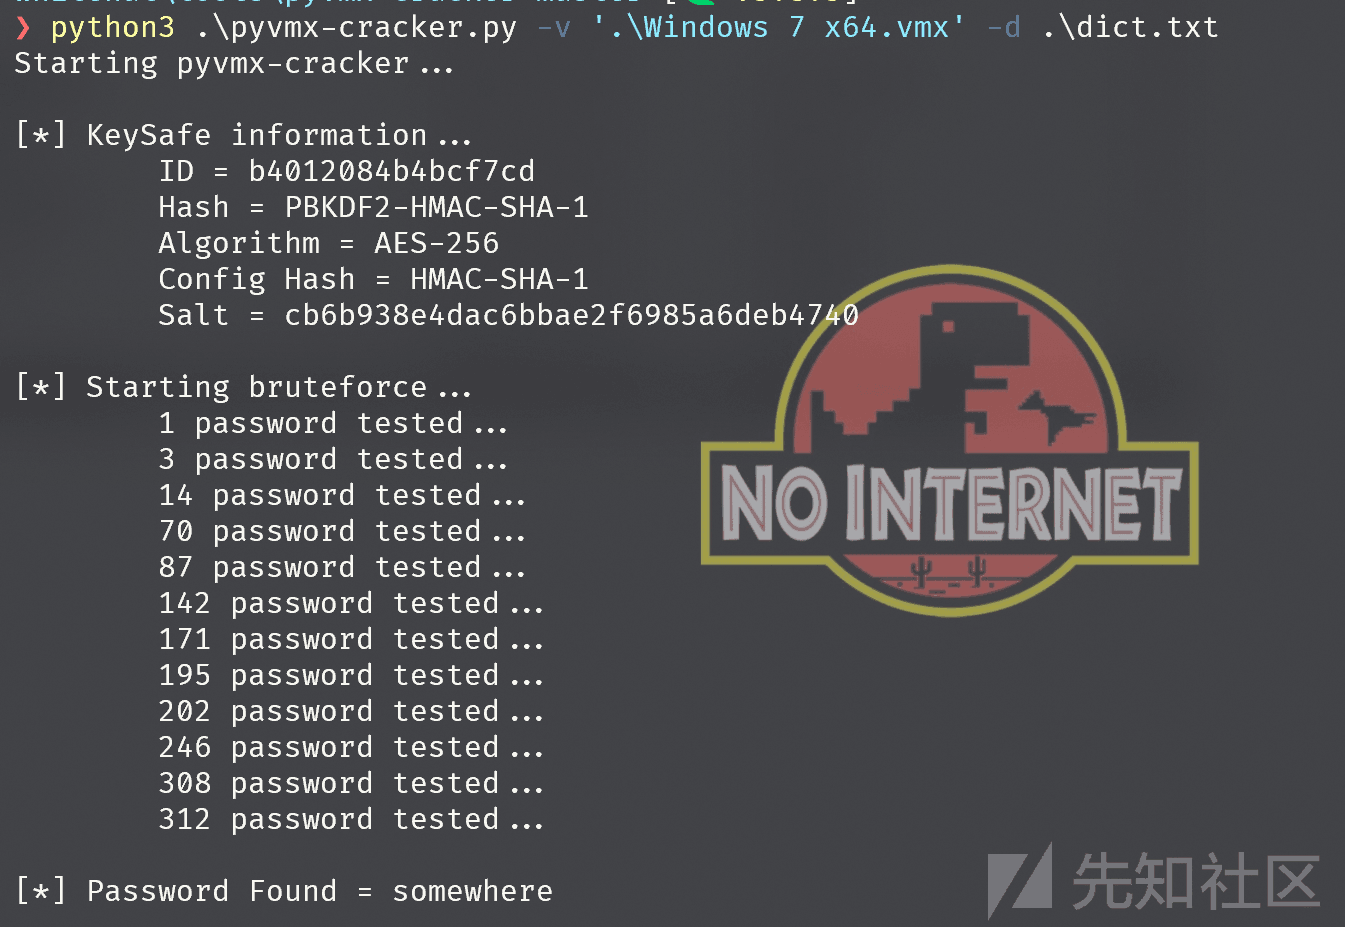 ❯ python3 .\pyvmx-cracker.py -v '.\Windows 7 x64.vmx' -d .\dict.txt
Starting pyvmx-cracker...
[*] KeySafe information...
ID = b4012084b4bcf7cd
Hash = PBKDF2-HMAC-SHA-1
Algorithm = AES-256
Config Hash = HMAC-SHA-1
Salt = cb6b938e4dac6bbae2f6985a6deb4740
[*] Starting bruteforce...
1 password tested...
3 password tested...
14 password tested...
70 password tested...
87 password tested...
142 password tested...
171 password tested...
195 password tested...
202 password tested...
246 password tested...
308 password tested...
312 password tested...
NO INTERNET
[*] Password Found = somewhere
先知社区